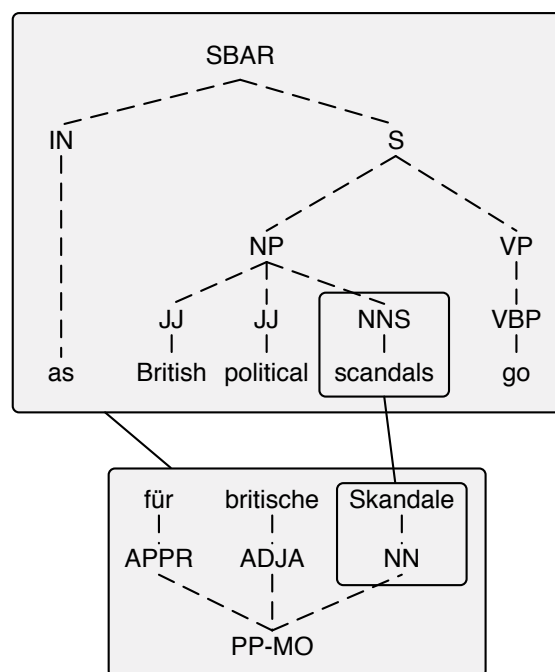 SBAR
IN S
NP VP
JJ JJ NNS VBP
as British political scandals go
für britische Skandale
APPR ADJA NN
PP-MO